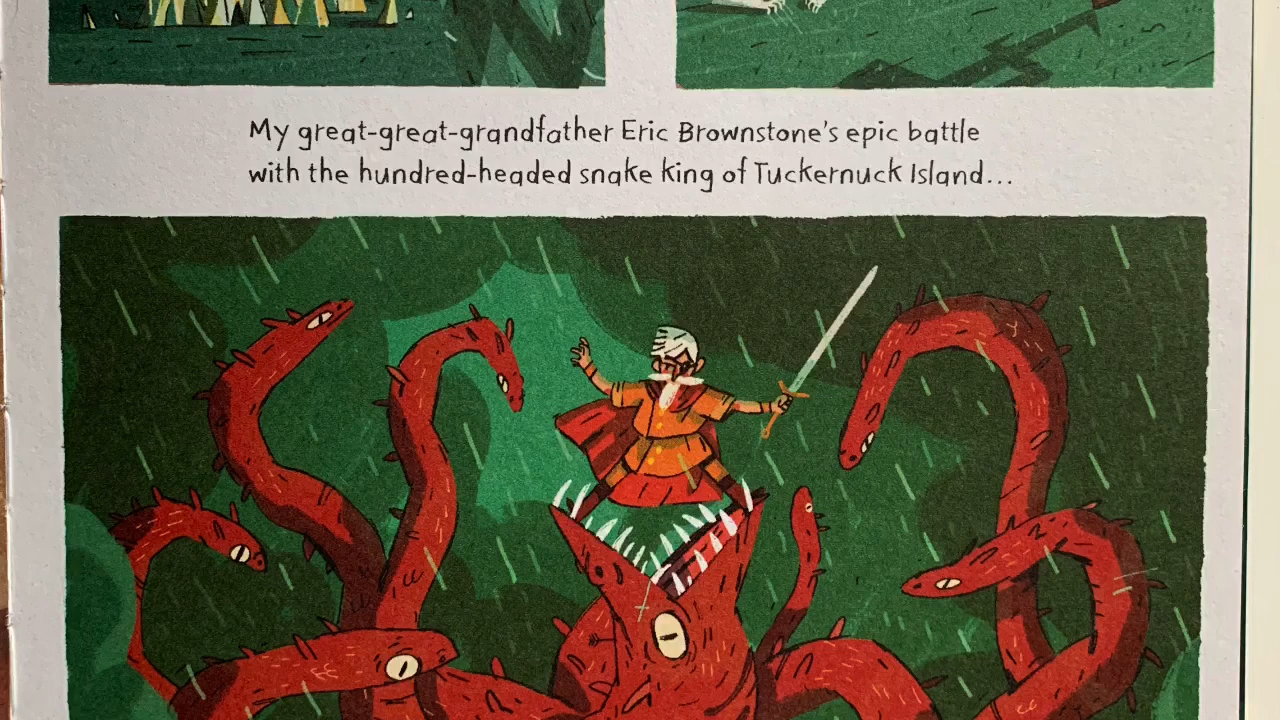 My great-great-grandfather Eric Brownstone's epic battle
with the hundred-headed snake king of Tuckernuck Island...